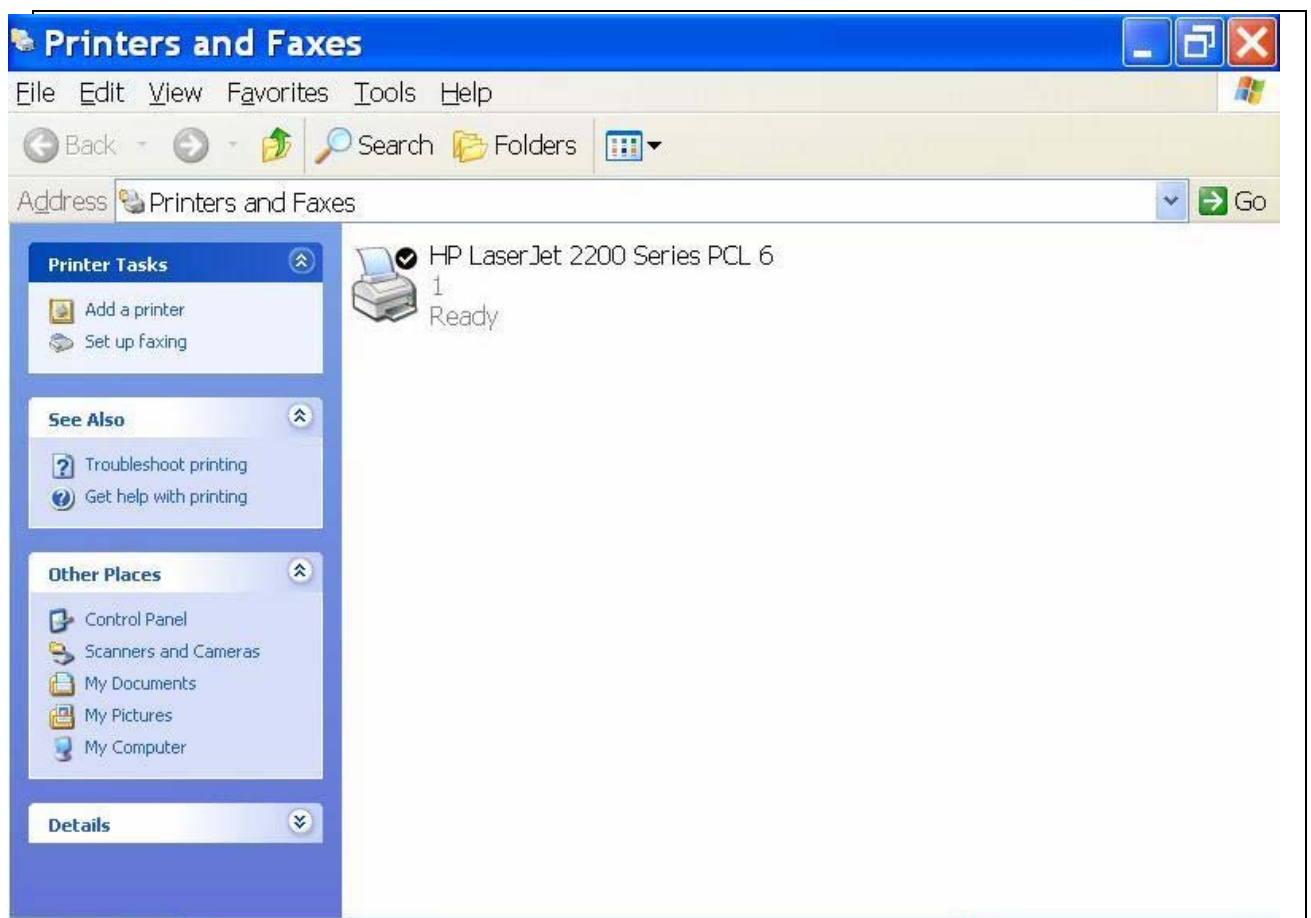 Printers and Faxes
File Edit View Favorites Tools Help
Back Search Folders
Address Printers and Faxes Go
Printer Tasks
Add a printer
Set up faxing
See Also
Troubleshoot printing
Get help with printing
Other Places
Control Panel
Scanners and Cameras
My Documents
My Pictures
My Computer
Details
HP LaserJet 2200 Series PCL 6
1
Ready